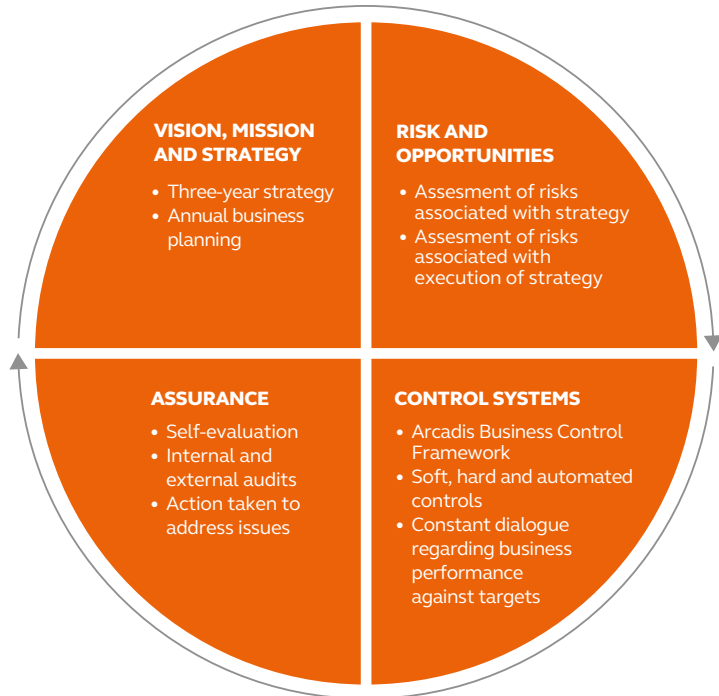 VISION, MISSION
AND STRATEGY
• Three-year strategy
• Annual business
planning
RISK AND
OPPORTUNITIES
• Assesment of risks
associated with strategy
• Assesment of risks
associated with
execution of strategy
ASSURANCE
• Self-evaluation
• Internal and
external audits
• Action taken to
address issues
CONTROL SYSTEMS
• Arcadis Business Control
Framework
• Soft, hard and automated
controls
• Constant dialogue
regarding business
performance
against targets